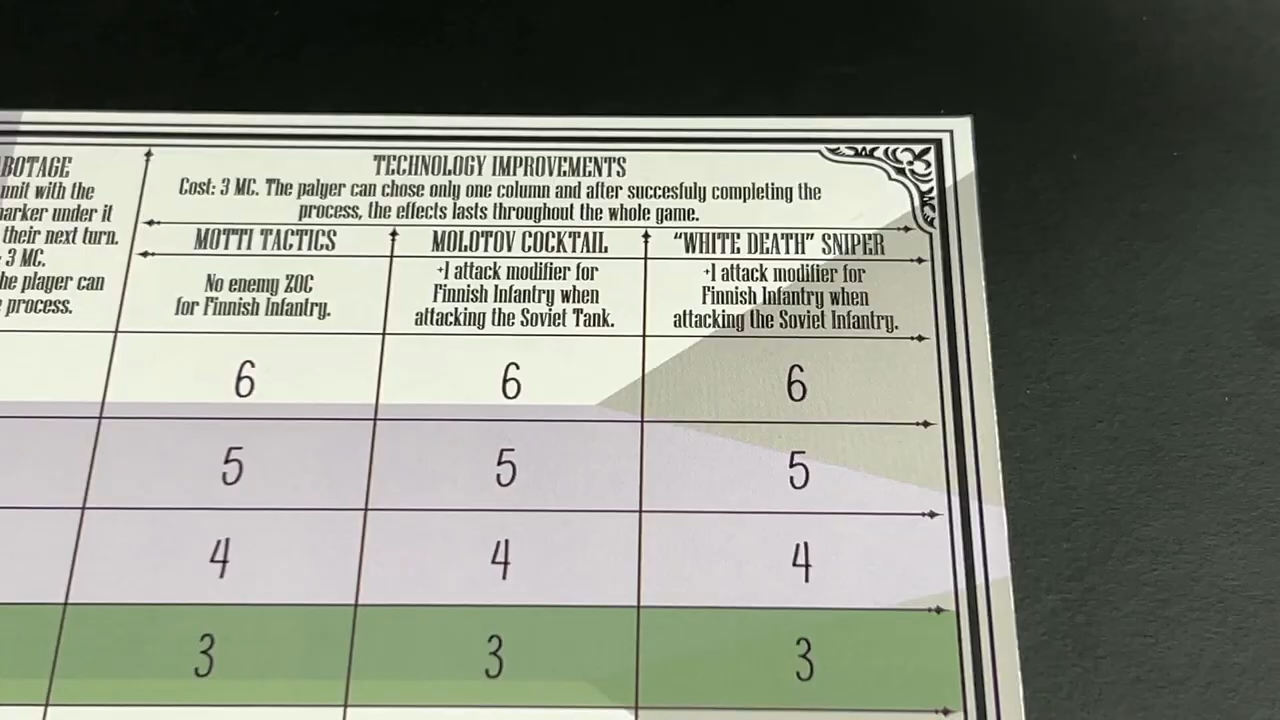 BOTAGE
unit with the
marker under it
their next turn.
3 MC.
he player can
process.
TECHNOLOGY IMPROVEMENTS
Cost: 3 MC. The palyer can chose only one column and after succesfuly completing the
process, the effects lasts throughout the whole game.
MOTTI TACTICS
MOLOTOV COCKTAIL
“WHITE DEATH” SNIPER
No enemy ZOC
for Finnish Infantry.
+1 attack modifier for
Finnish Infantry when
attacking the Soviet Tank.
+1 attack modifier for
Finnish Infantry when
attacking the Soviet Infantry.
6 6 6
5 5 5
4 4 4
3 3 3